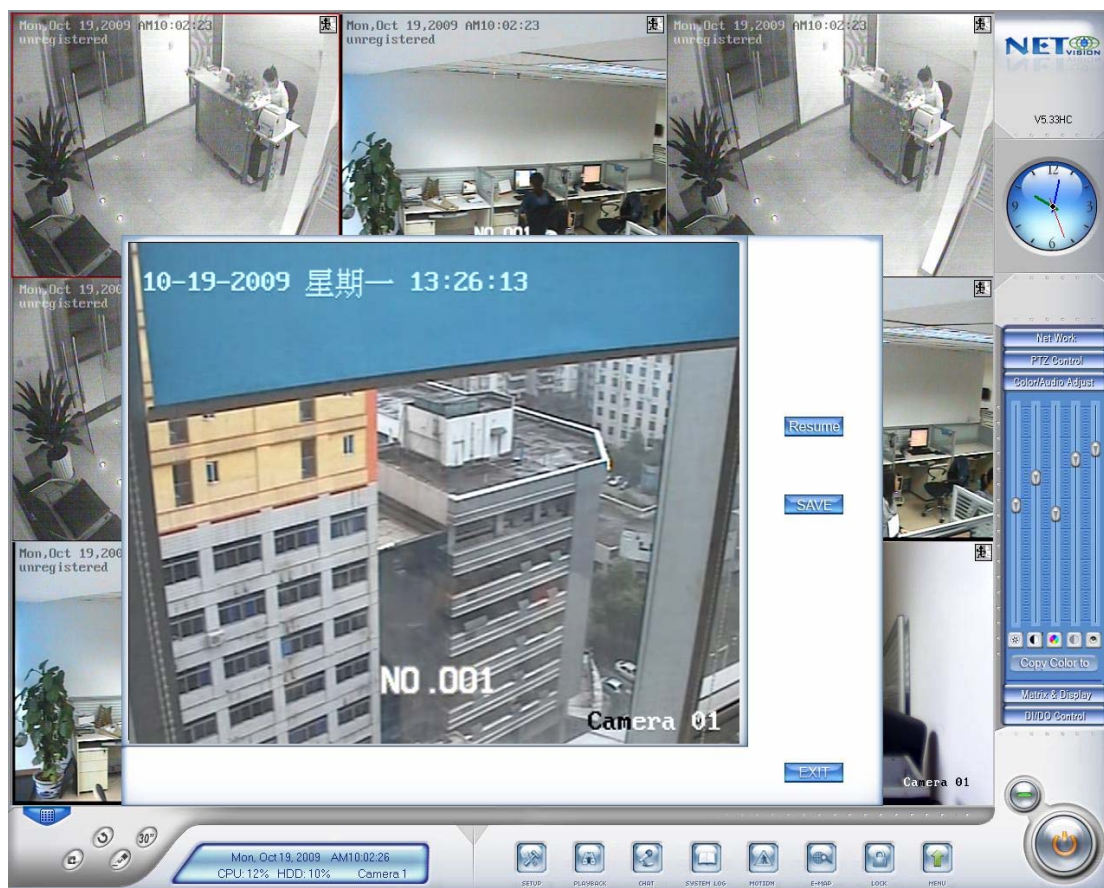 Mon,Oct 19,2009 AM10:02:23
unregistered
Mon,Oct 19,2009 AM10:02:23
unregistered
Mon,Oct 19,2009 AM10:02:23
unregistered
NO.001
NET VISION
V5.33HC
12
3
6
9
Mon,Oct 19,200
unregistered
10-19-2009 星期一 13:26:13
NO.001
Camera 01
Resume
SAVE
EXIT
Net Work
PTZ Control
Color/Audio Adjust
Copy Color to
Matrix & Display
DI/DO Control
Mon,Oct 19,200
unregistered
Camera 01
30"
Mon, Oct 19, 2009 AM10:02:26
CPU: 12% HDD: 10% Camera 1
SETUP
PLAYBACK
CHAT
SYSTEM LOG
MOTION
E-MAP
LOCK
MENU